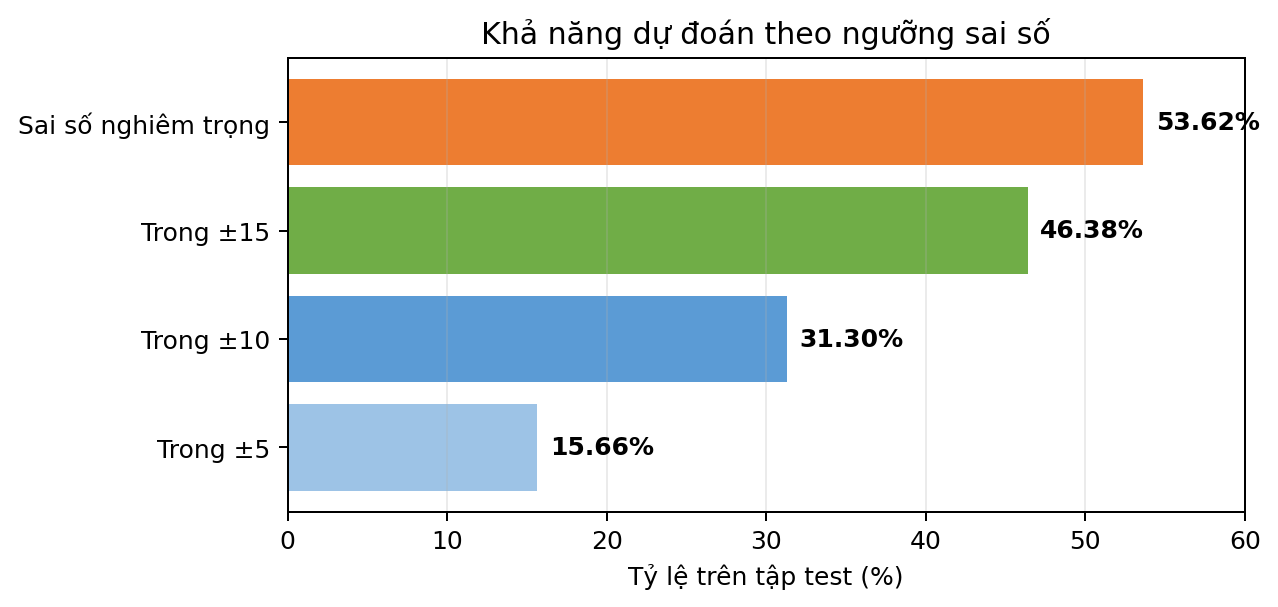 Khả năng dự đoán theo ngưỡng sai số
Sai số nghiêm trọng
53.62%
Trong ±15
46.38%
Trong ±10
31.30%
Trong ±5
15.66%
0 10 20 30 40 50 60
Tỷ lệ trên tập test (%)